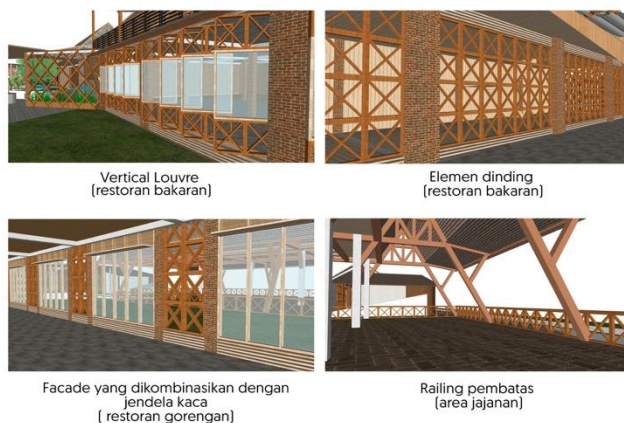 Vertical Louvre
(restoran bakaran)
Elemen dinding
(restoran bakaran)
Facade yang dikombinasikan dengan
jendela kaca
( restoran gorengan)
Railing pembatas
(area jajanan)